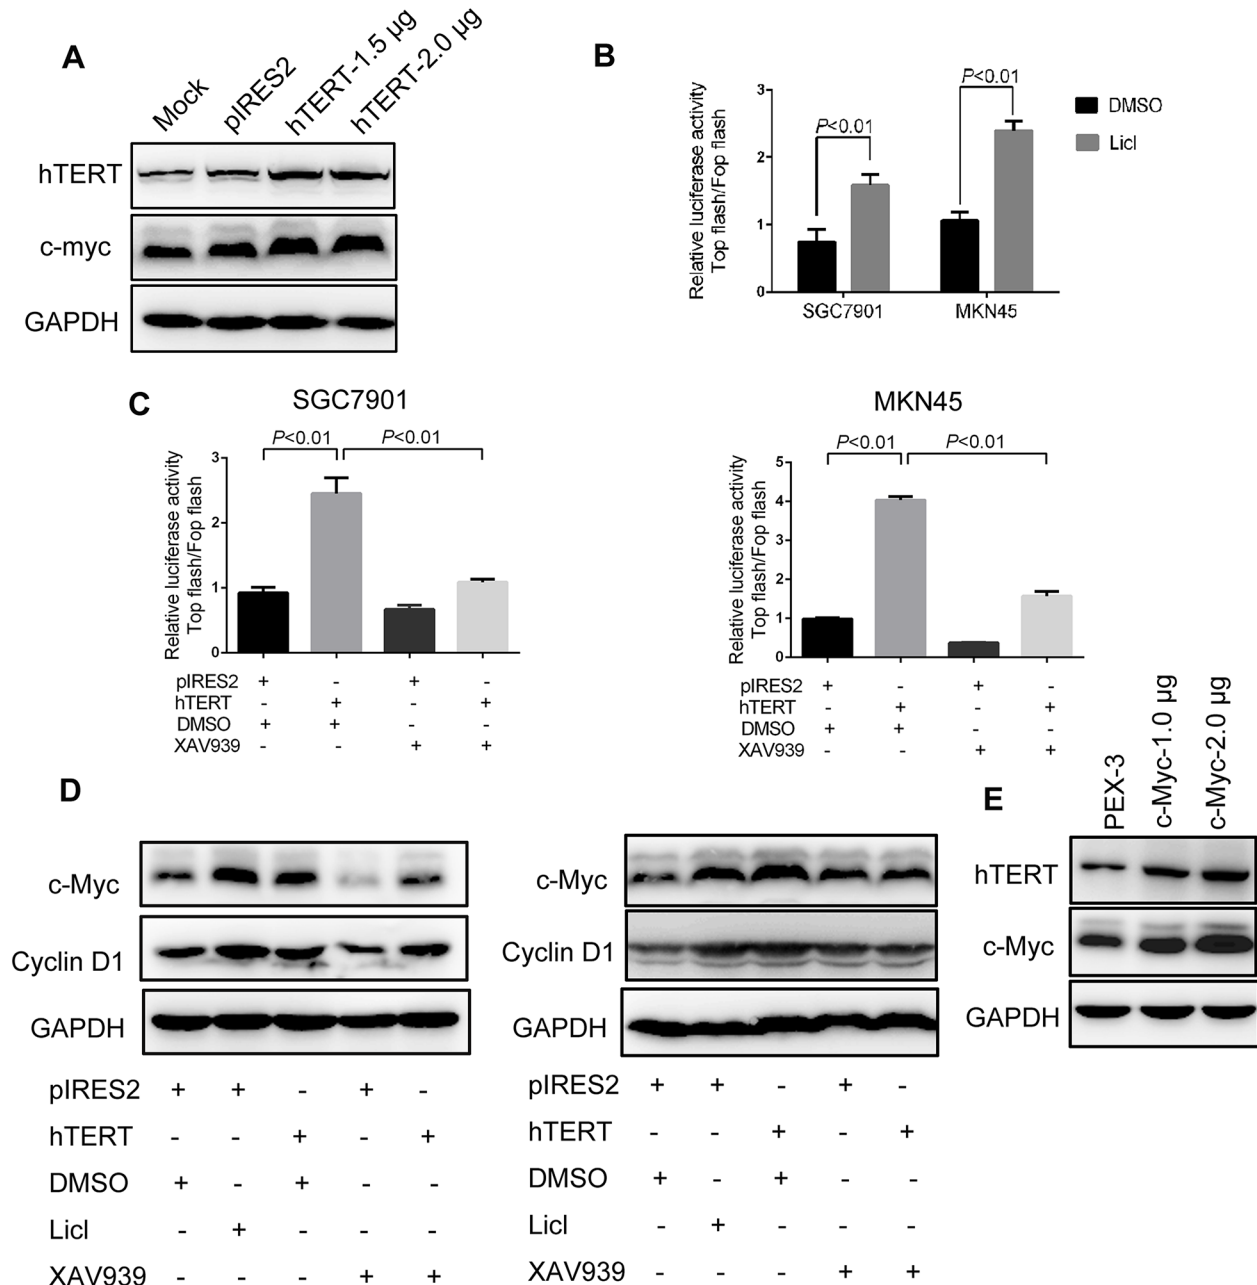 A
Mock
pIRES2
hTERT-1.5 µg
hTERT-2.0 µg
hTERT
c-myc
GAPDH
B
Relative luciferase activity
Top flash/Fop flash
3
2
1
0
P<0.01
P<0.01
SGC7901
MKN45
DMSO
Licl
C
SGC7901
Relative luciferase activity
Top flash/Fop flash
3
2
1
0
P<0.01
P<0.01
pIRES2 + - + -
hTERT - + - +
DMSO + + - -
XAV939 - - + +
MKN45
Relative luciferase activity
Top flash/Fop flash
5
4
3
2
1
0
P<0.01
P<0.01
pIRES2 + - + -
hTERT - + - +
DMSO + + - -
XAV939 - - + +
D
c-Myc
Cyclin D1
GAPDH
pIRES2 + + - + -
hTERT - - + - +
DMSO + - + - -
Licl - + - - -
XAV939 - - - + +
c-Myc
Cyclin D1
GAPDH
pIRES2 + + - + -
hTERT - - + - +
DMSO + - + - -
Licl - + - - -
XAV939 - - - + +
E
PEX-3
c-Myc-1.0 µg
c-Myc-2.0 µg
hTERT
c-Myc
GAPDH